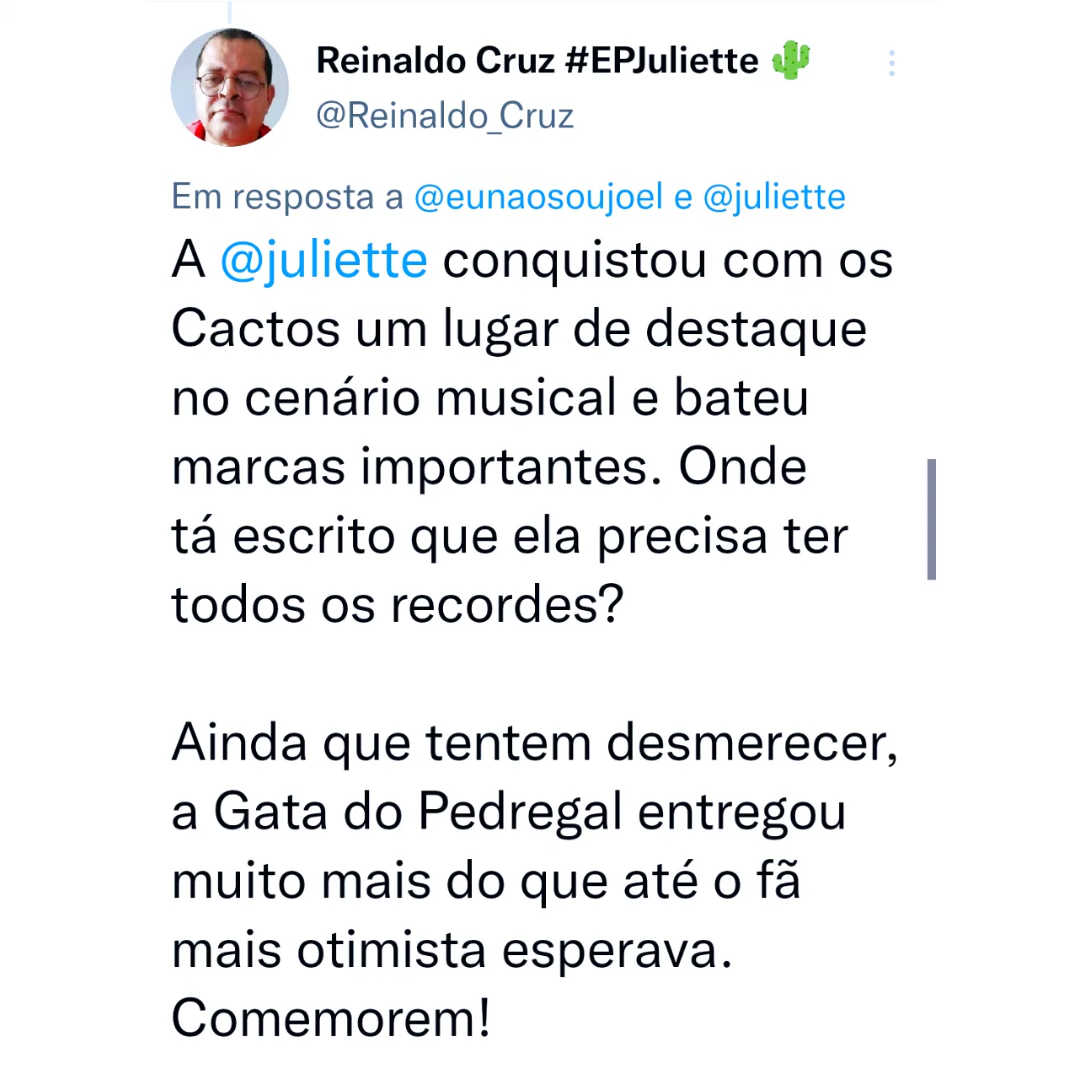 Reinaldo Cruz #EPJuliette 🌵
@Reinaldo_Cruz
Em resposta a @eunaosoujoel e @juliette
A @juliette conquistou com os
Cactos um lugar de destaque
no cenário musical e bateu
marcas importantes. Onde
tá escrito que ela precisa ter
todos os recordes?
Ainda que tentem desmerecer,
a Gata do Pedregal entregou
muito mais do que até o fã
mais otimista esperava.
Comemorem!